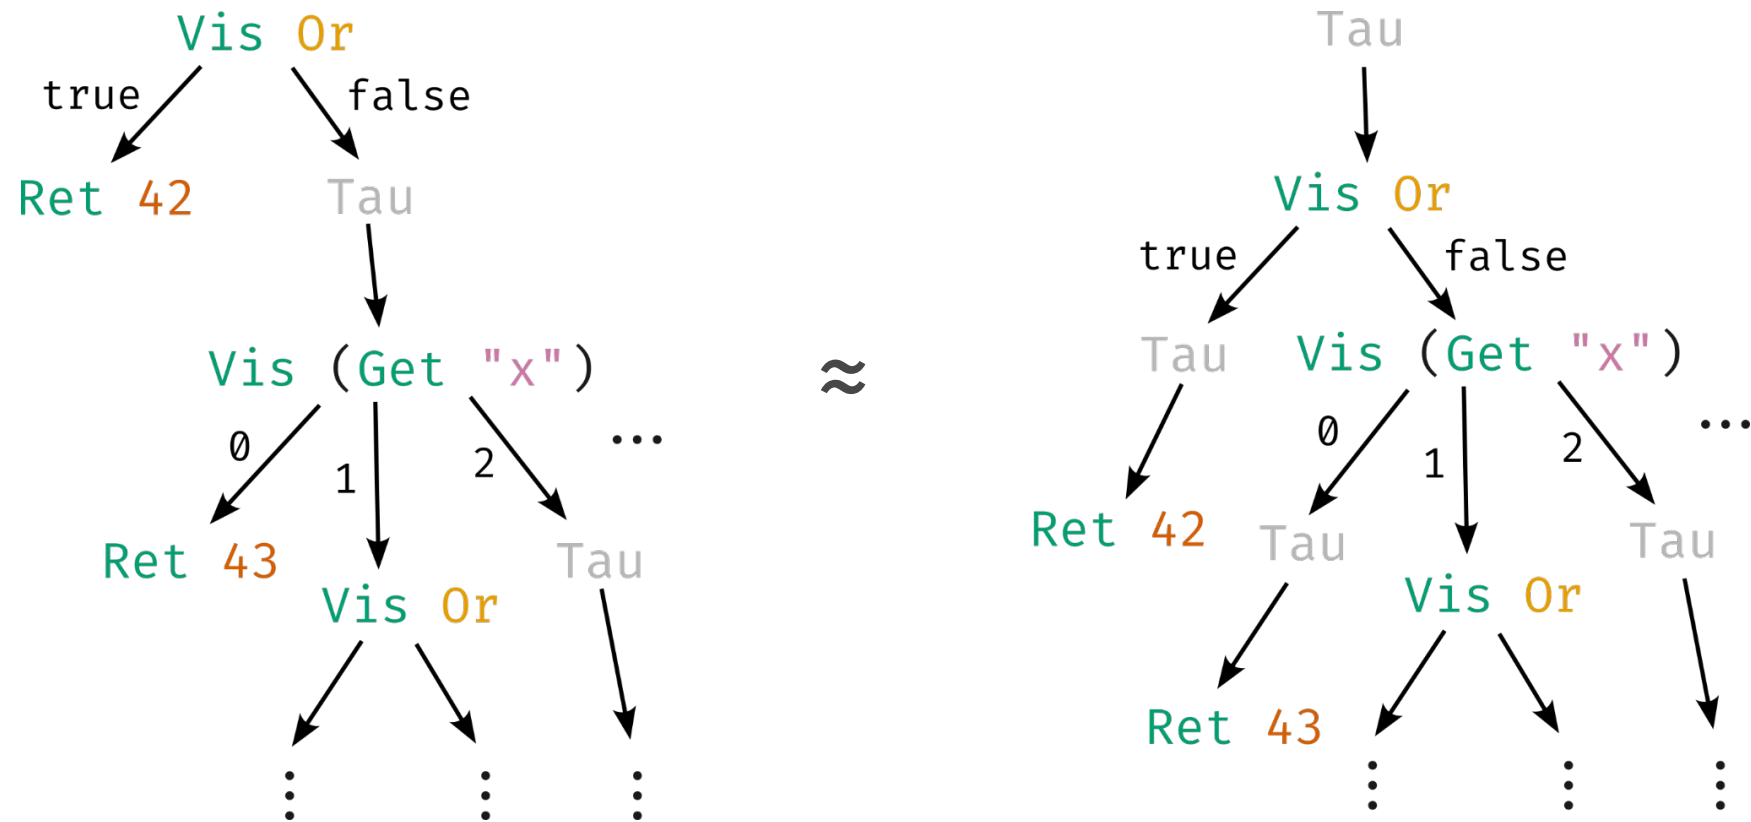 Vis Or
true false
Ret 42 Tau
Vis (Get "x")
0 1 2 ...
Ret 43 Tau
Vis Or
≈
Tau
Vis Or
true false
Tau Vis (Get "x")
0 1 2 ...
Ret 42 Tau Tau
Vis Or
Ret 43